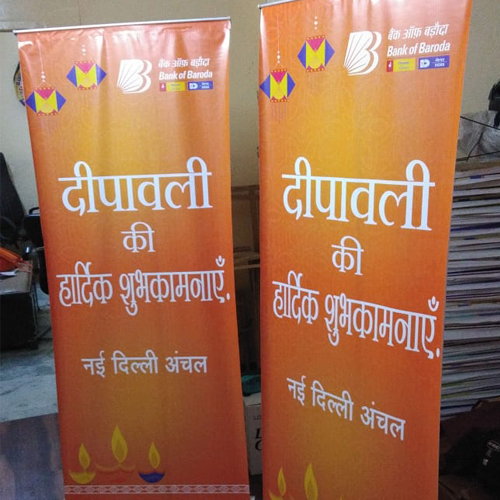 बैंक ऑफ़ बड़ौदा
Bank of Baroda
दीपावली
की
हार्दिक शुभकामनाएँ.
नई दिल्ली अंचल
बैंक ऑफ़ बड़ौदा
Bank of Baroda
दीपावली
की
हार्दिक शुभकामनाएँ.
नई दिल्ली अंचल